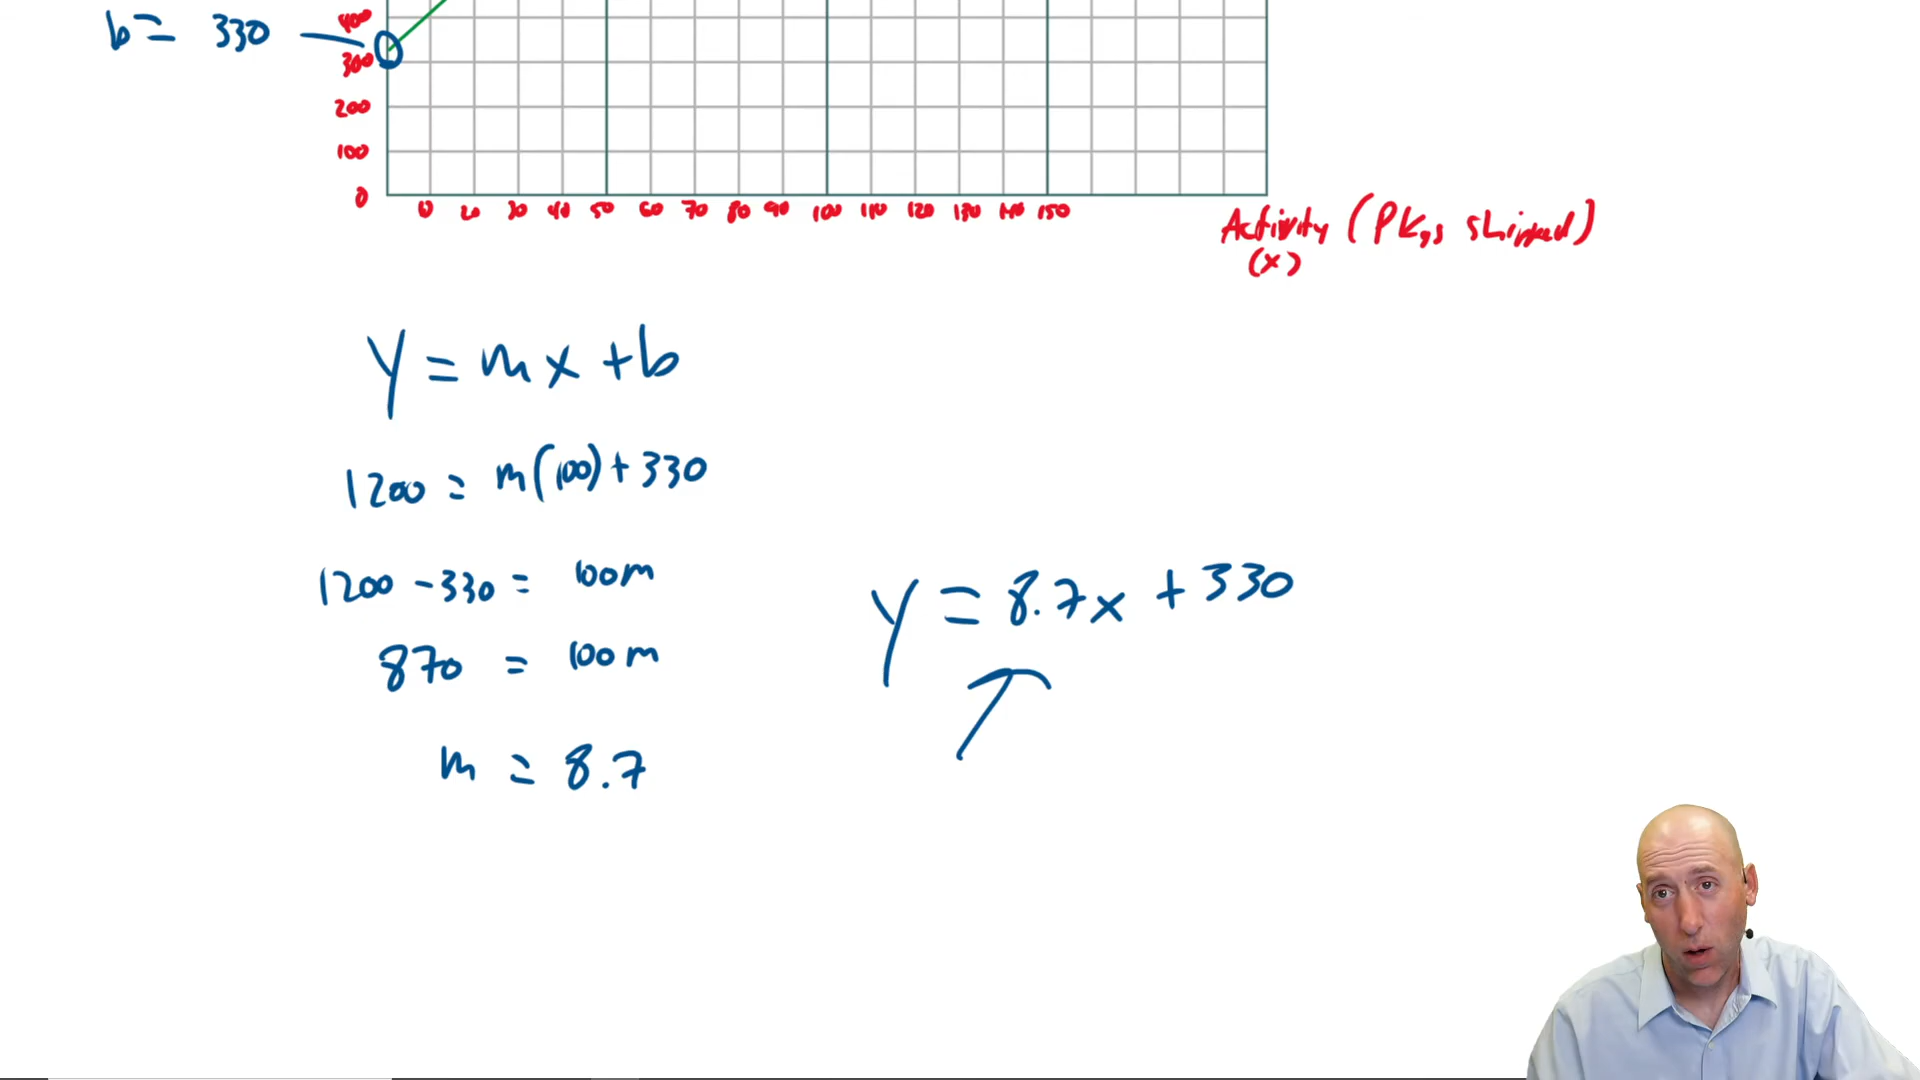 b= 330
400
300
200
100
0
10 20 30 40 50 60 70 80 90 100 110 120 130 140 150
Activity (Pkgs shipped)
(x)
Y = mx +b
1200 = m(100)+330
1200 -330 = 100m
870 = 100m
m = 8.7
Y = 8.7x +330